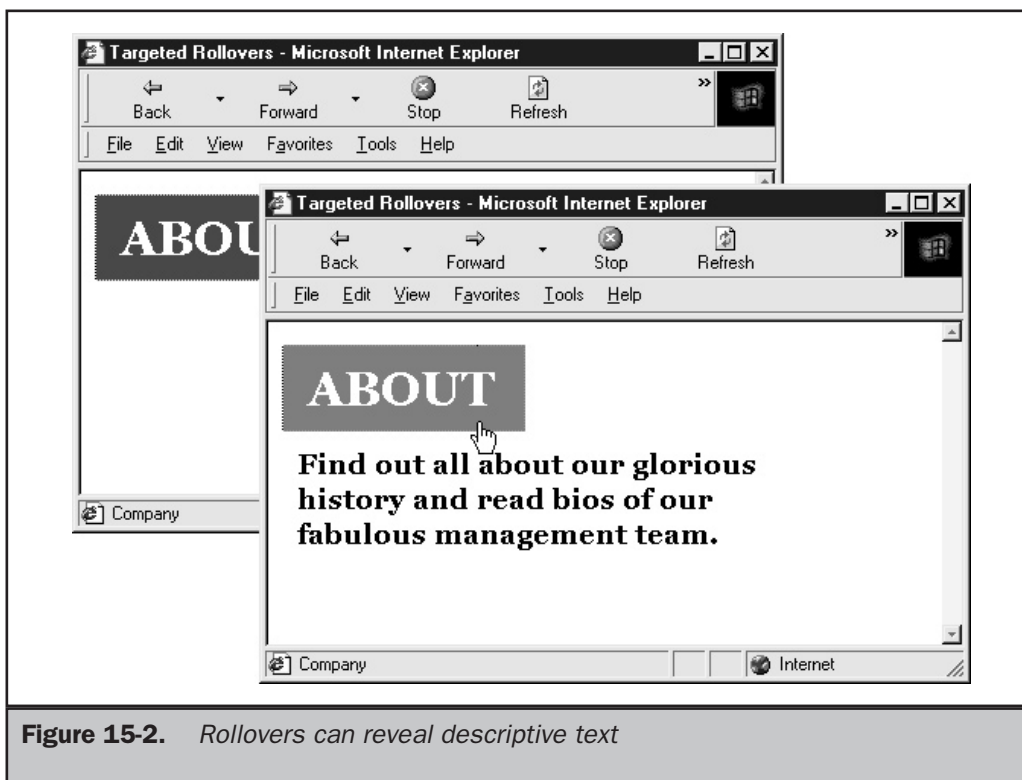 Targeted Rollovers - Microsoft Internet Explorer
Back Forward Stop Refresh »
File Edit View Favorites Tools Help
ABOU
Company
Targeted Rollovers - Microsoft Internet Explorer
Back Forward Stop Refresh »
File Edit View Favorites Tools Help
ABOUT
Find out all about our glorious
history and read bios of our
fabulous management team.
Company Internet
Figure 15-2. Rollovers can reveal descriptive text